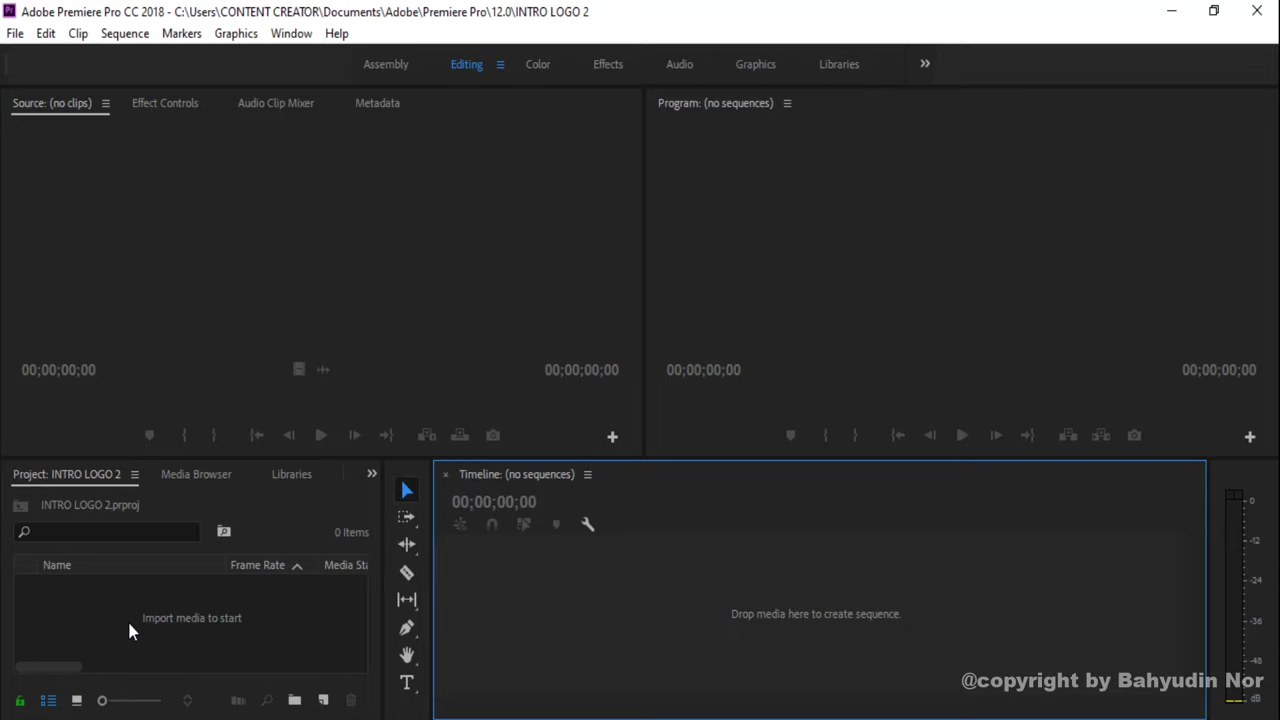 Adobe Premiere Pro CC 2018 - C:\Users\CONTENT CREATOR\Documents\Adobe\Premiere Pro\12.0\INTRO LOGO 2
File Edit Clip Sequence Markers Graphics Window Help
Assembly Editing Color Effects Audio Graphics Libraries
Source: (no clips) Effect Controls Audio Clip Mixer Metadata
Program: (no sequences)
00;00;00;00 00;00;00;00
00;00;00;00 00;00;00;00
Project: INTRO LOGO 2 Media Browser Libraries
INTRO LOGO 2.prproj
0 Items
Name Frame Rate Media Sta
Import media to start
Timeline: (no sequences)
00;00;00;00
Drop media here to create sequence.
0
-12
-24
-36
-48
dB
@copyright by Bahyudin Nor